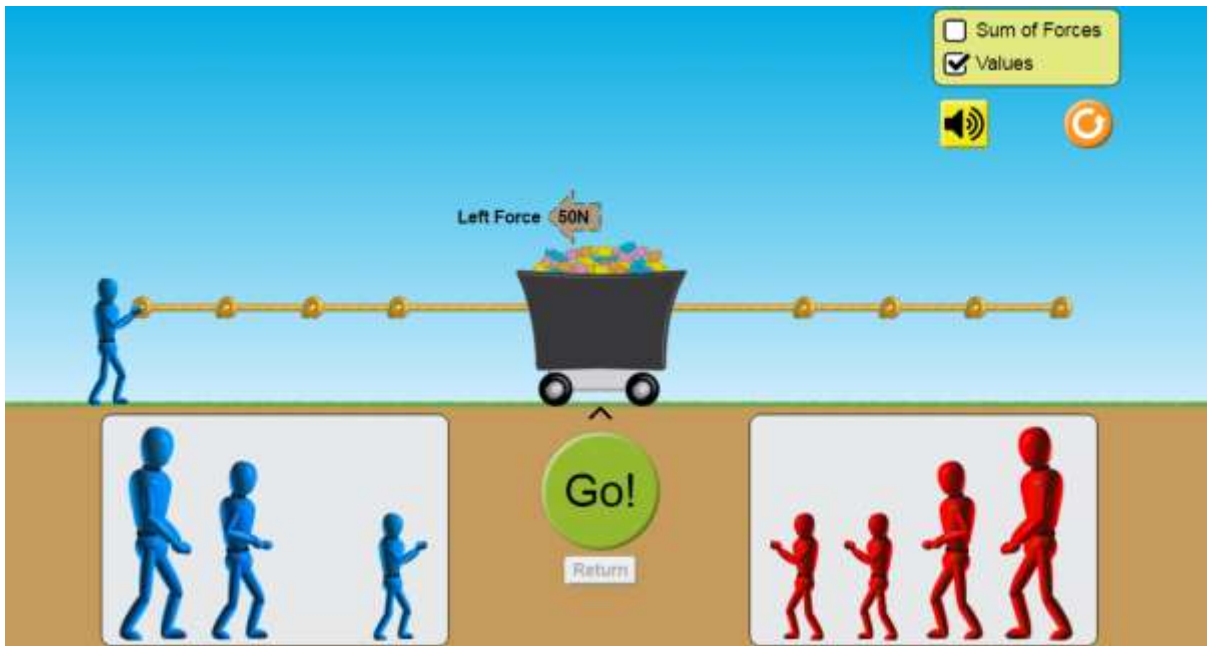 Sum of Forces
Values
Left Force 50N
Go!
Return